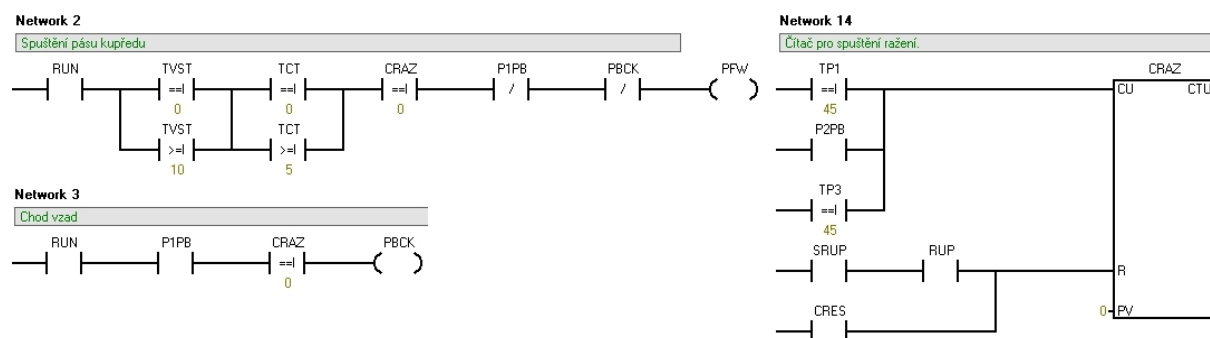 Network 2
Spuštění pásu kupředu
RUN TVST TCT CRAZ P1PB PBCK PFW
==I ==I ==I / /
0 0 0
TVST TCT
>=I >=I
10 5
Network 3
Chod vzad
RUN P1PB CRAZ PBCK
==I
0
Network 14
Čítač pro spuštění ražení.
TP1 CRAZ
==I CU CTU
45
P2PB
TP3
==I
45
SRUP RUP
R
CRES
0 PV